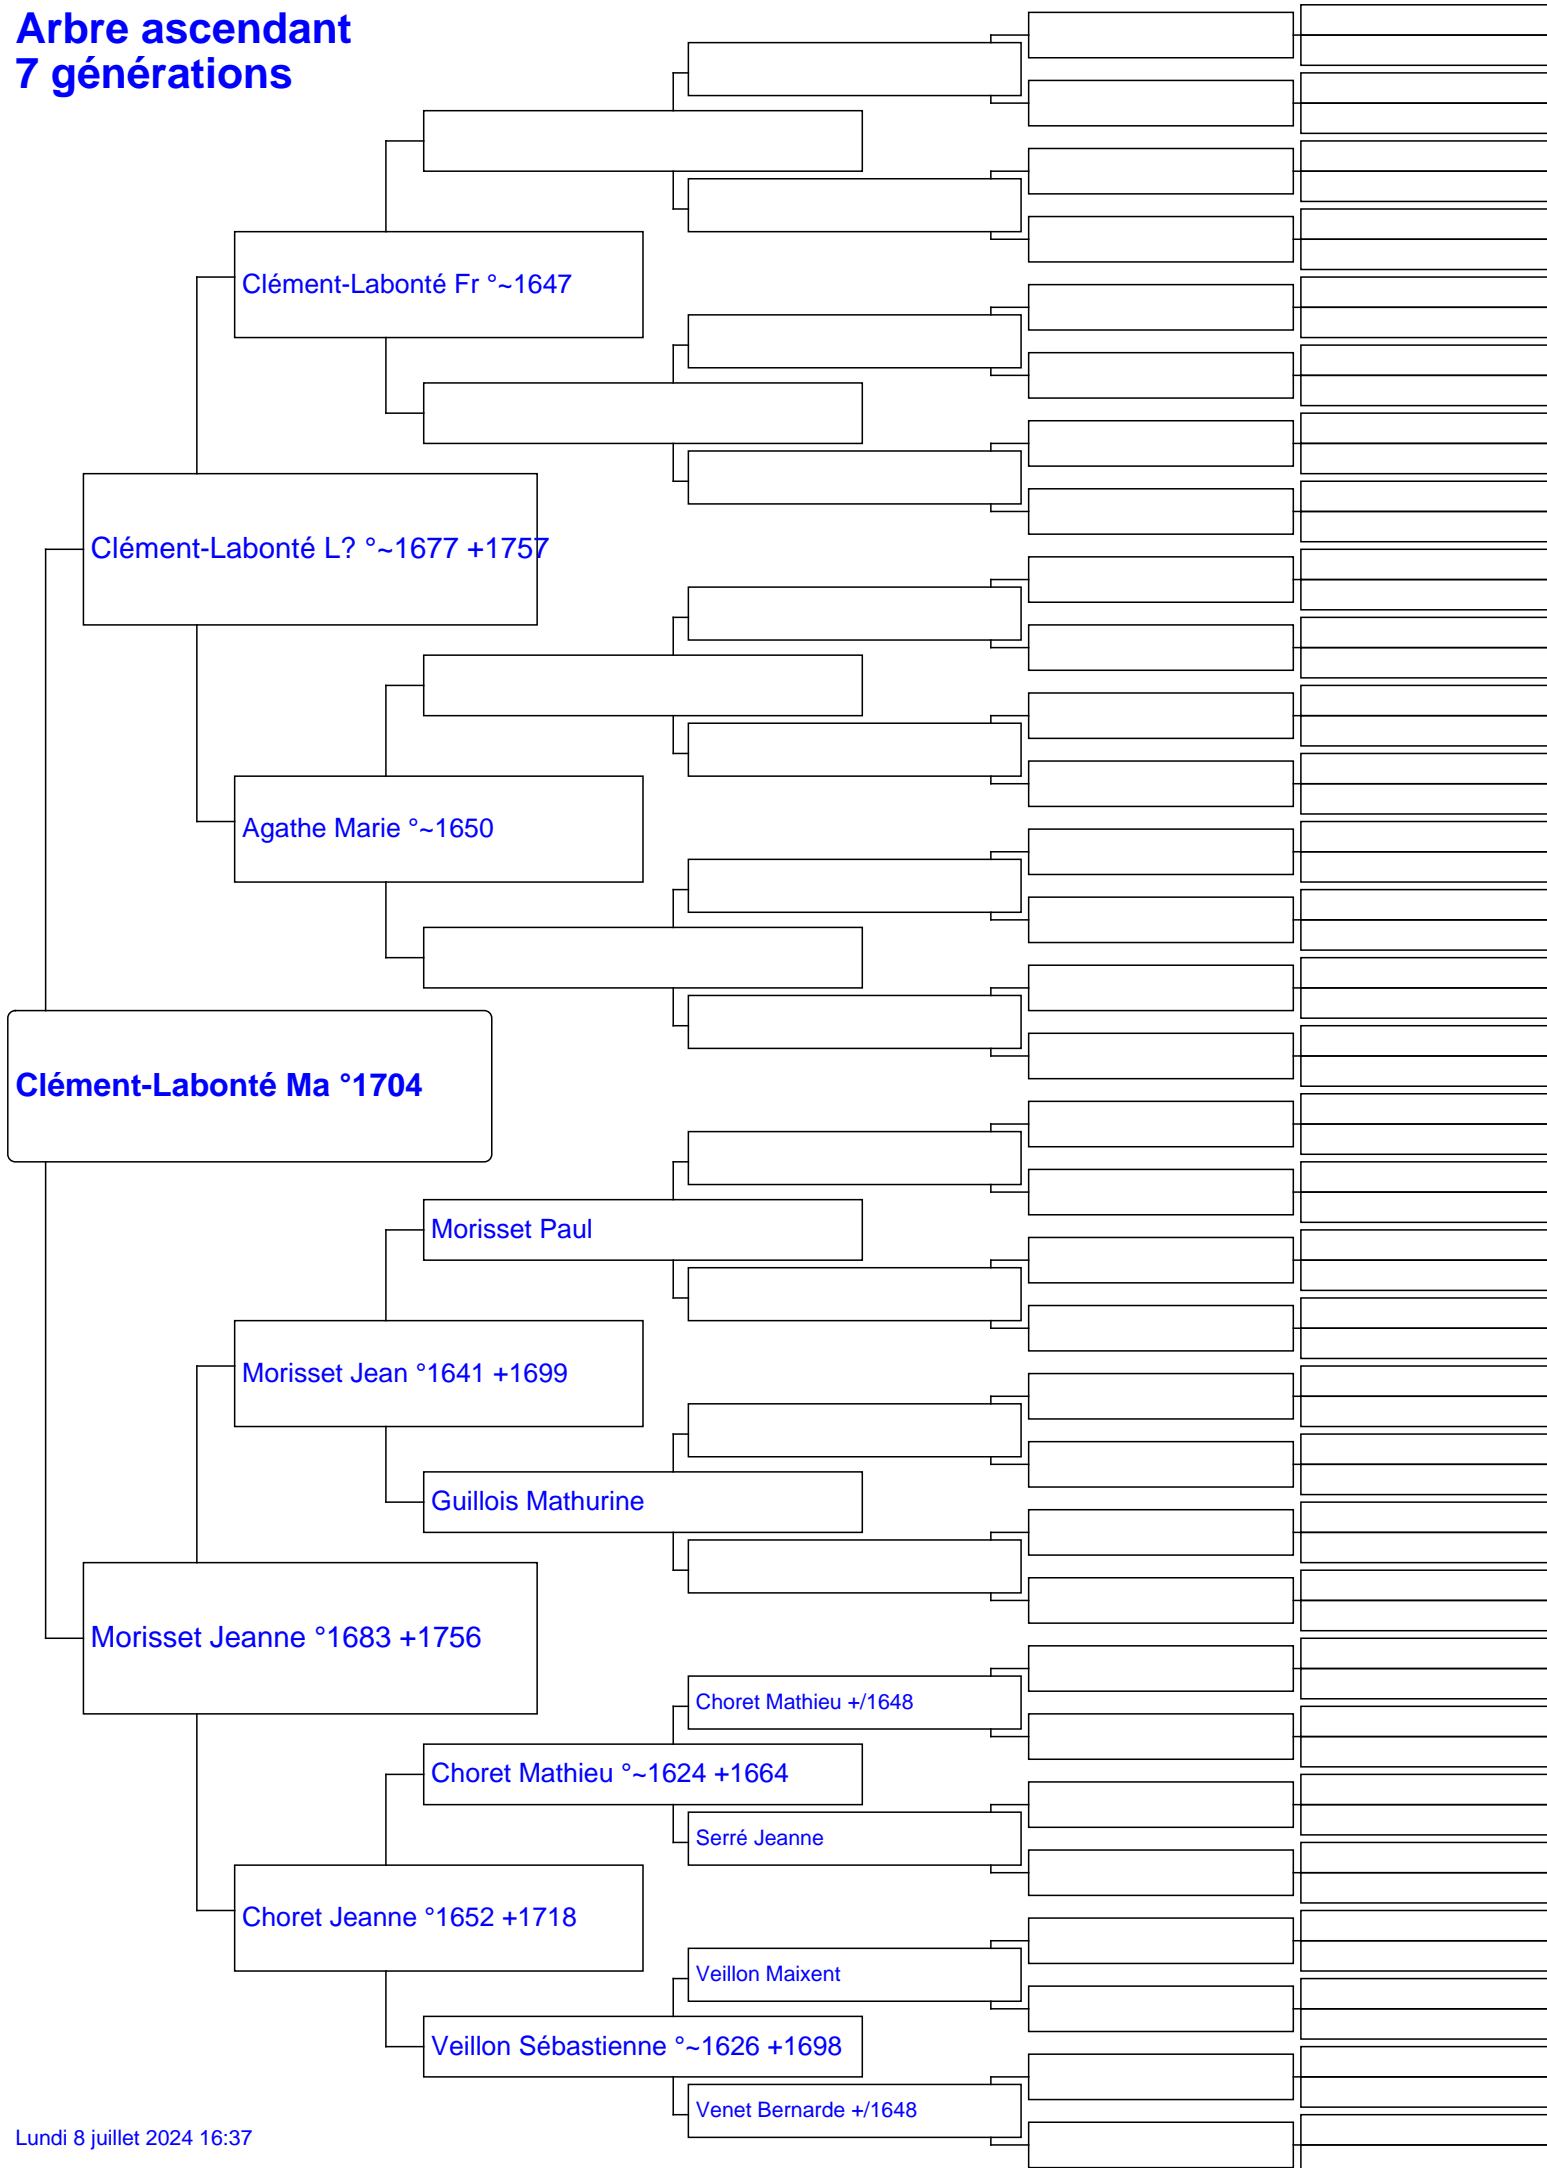 Arbre ascendant
7 générations
Clément-Labonté Fr °~1647
Clément-Labonté L? °~1677 +1757
Agathe Marie °~1650
Clément-Labonté Ma °1704
Morisset Paul
Morisset Jean °1641 +1699
Guillois Mathurine
Morisset Jeanne °1683 +1756
Choret Mathieu +/1648
Choret Mathieu °~1624 +1664
Serré Jeanne
Choret Jeanne °1652 +1718
Veillon Maixent
Veillon Sébastienne °~1626 +1698
Venet Bernarde +/1648
Lundi 8 juillet 2024 16:37